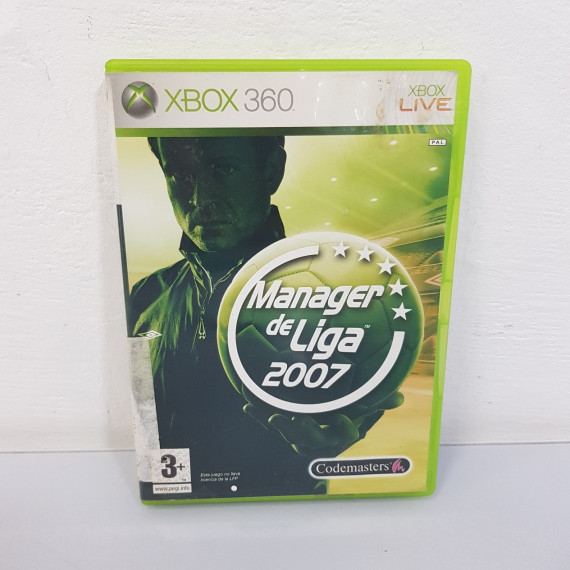 XBOX 360
XBOX
LIVE
PAL
Manager
de Liga™
2007
3+
www.pegi.info
Este juego no lleva
licencia de la LFP
Codemasters